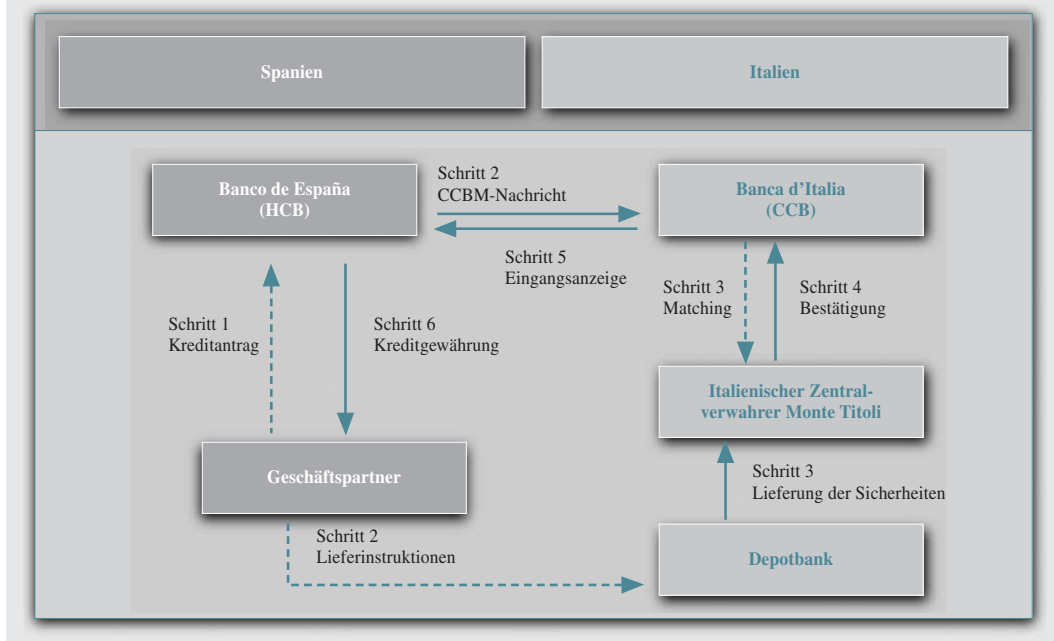 Spanien
Italien
Banco de España
(HCB)
Schritt 2
CCBM-Nachricht
Banca d’Italia
(CCB)
Schritt 5
Eingangsanzeige
Schritt 3
Matching
Schritt 4
Bestätigung
Schritt 1
Kreditantrag
Schritt 6
Kreditgewährung
Italienischer Zentral-
verwahrer Monte Titoli
Geschäftspartner
Schritt 3
Lieferung der Sicherheiten
Schritt 2
Lieferinstruktionen
Depotbank